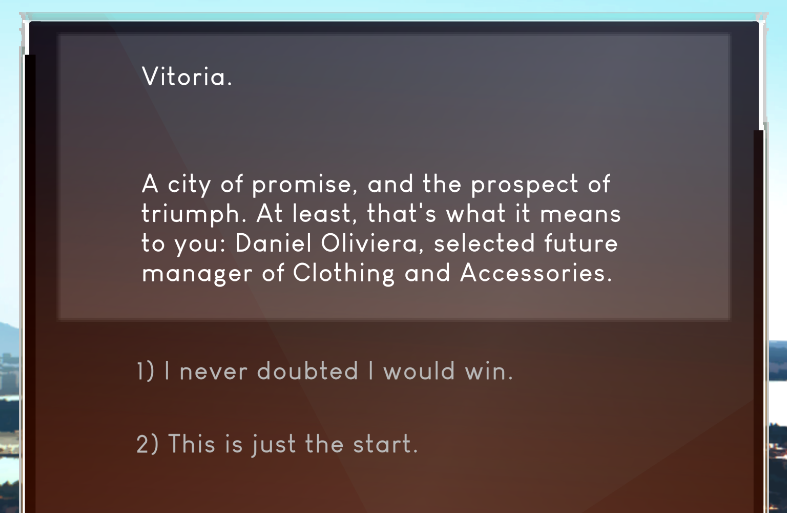 Vitoria.
A city of promise, and the prospect of
triumph. At least, that's what it means
to you: Daniel Oliviera, selected future
manager of Clothing and Accessories.
1) I never doubted I would win.
2) This is just the start.